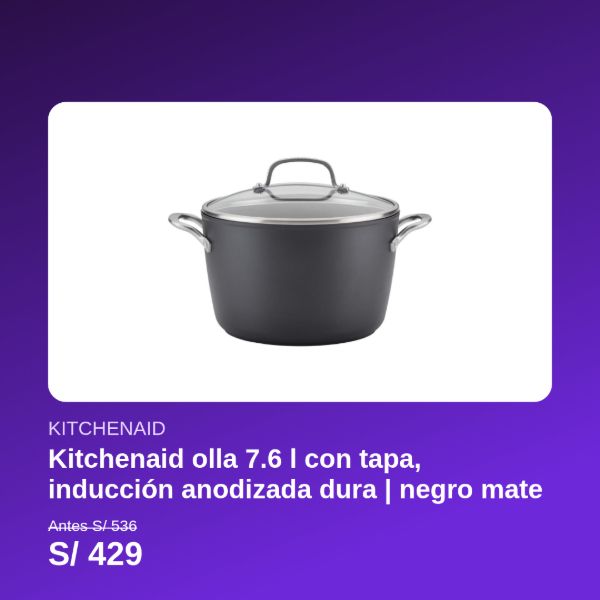 KITCHENAID
Kitchenaid olla 7.6 l con tapa,
inducción anodizada dura | negro mate
Antes S/ 536
S/ 429